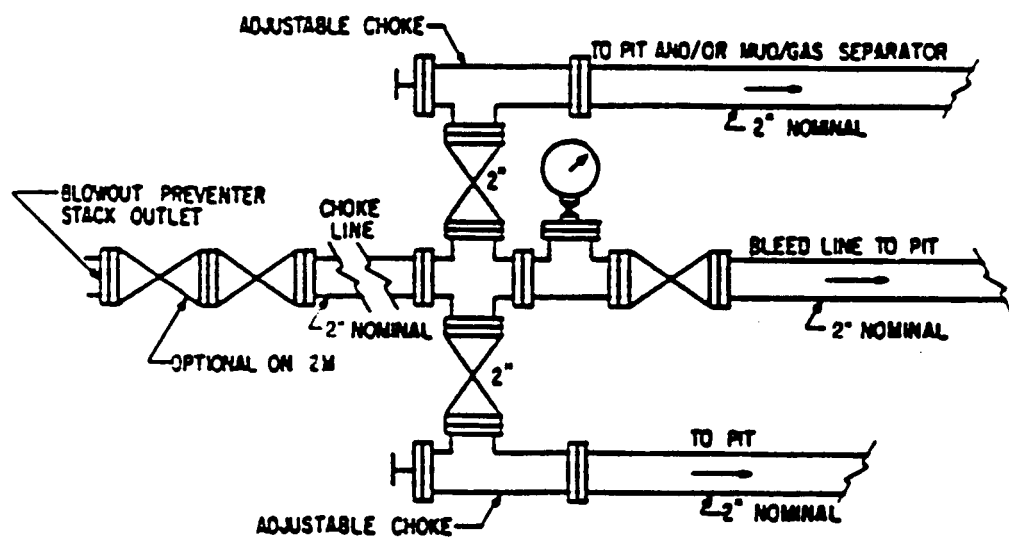 ADJUSTABLE CHOKE
TO PIT AND/OR MUD/GAS SEPARATOR
2" NOMINAL
2"
BLOWOUT PREVENTER
STACK OUTLET
CHOKE
LINE
BLEED LINE TO PIT
2" NOMINAL
2" NOMINAL
OPTIONAL ON 2M
2"
TO PIT
2" NOMINAL
ADJUSTABLE CHOKE